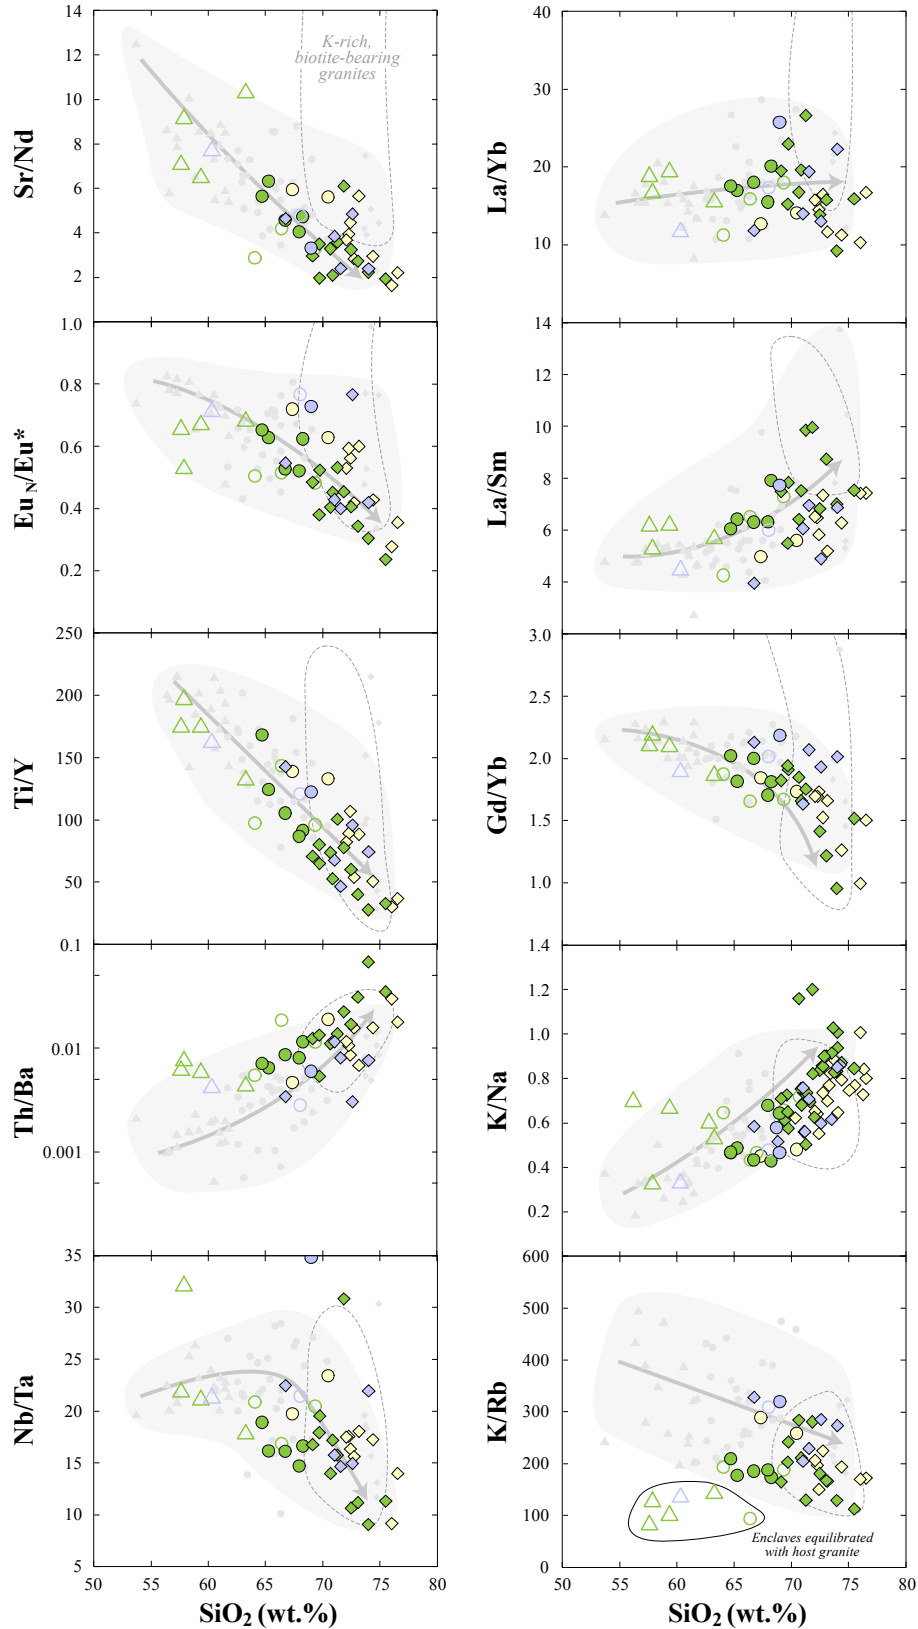 14
12
10
8
6
4
2
Sr/Nd
K-rich,
biotite-bearing
granites
40
30
20
10
La/Yb
1.0
0.8
0.6
0.4
0.2
Eu N/Eu*
14
12
10
8
6
4
La/Sm
250
200
150
100
50
Ti/Y
3.0
2.5
2.0
1.5
1.0
Gd/Yb
0.1
0.01
0.001
Th/Ba
1.4
1.2
1.0
0.8
0.6
0.4
0.2
K/Na
35
30
25
20
15
10
5
Nb/Ta
50 55 60 65 70 75 80
SiO2 (wt.%)
600
500
400
300
200
100
0
K/Rb
Enclaves equilibrated
with host granite
50 55 60 65 70 75 80
SiO2 (wt.%)